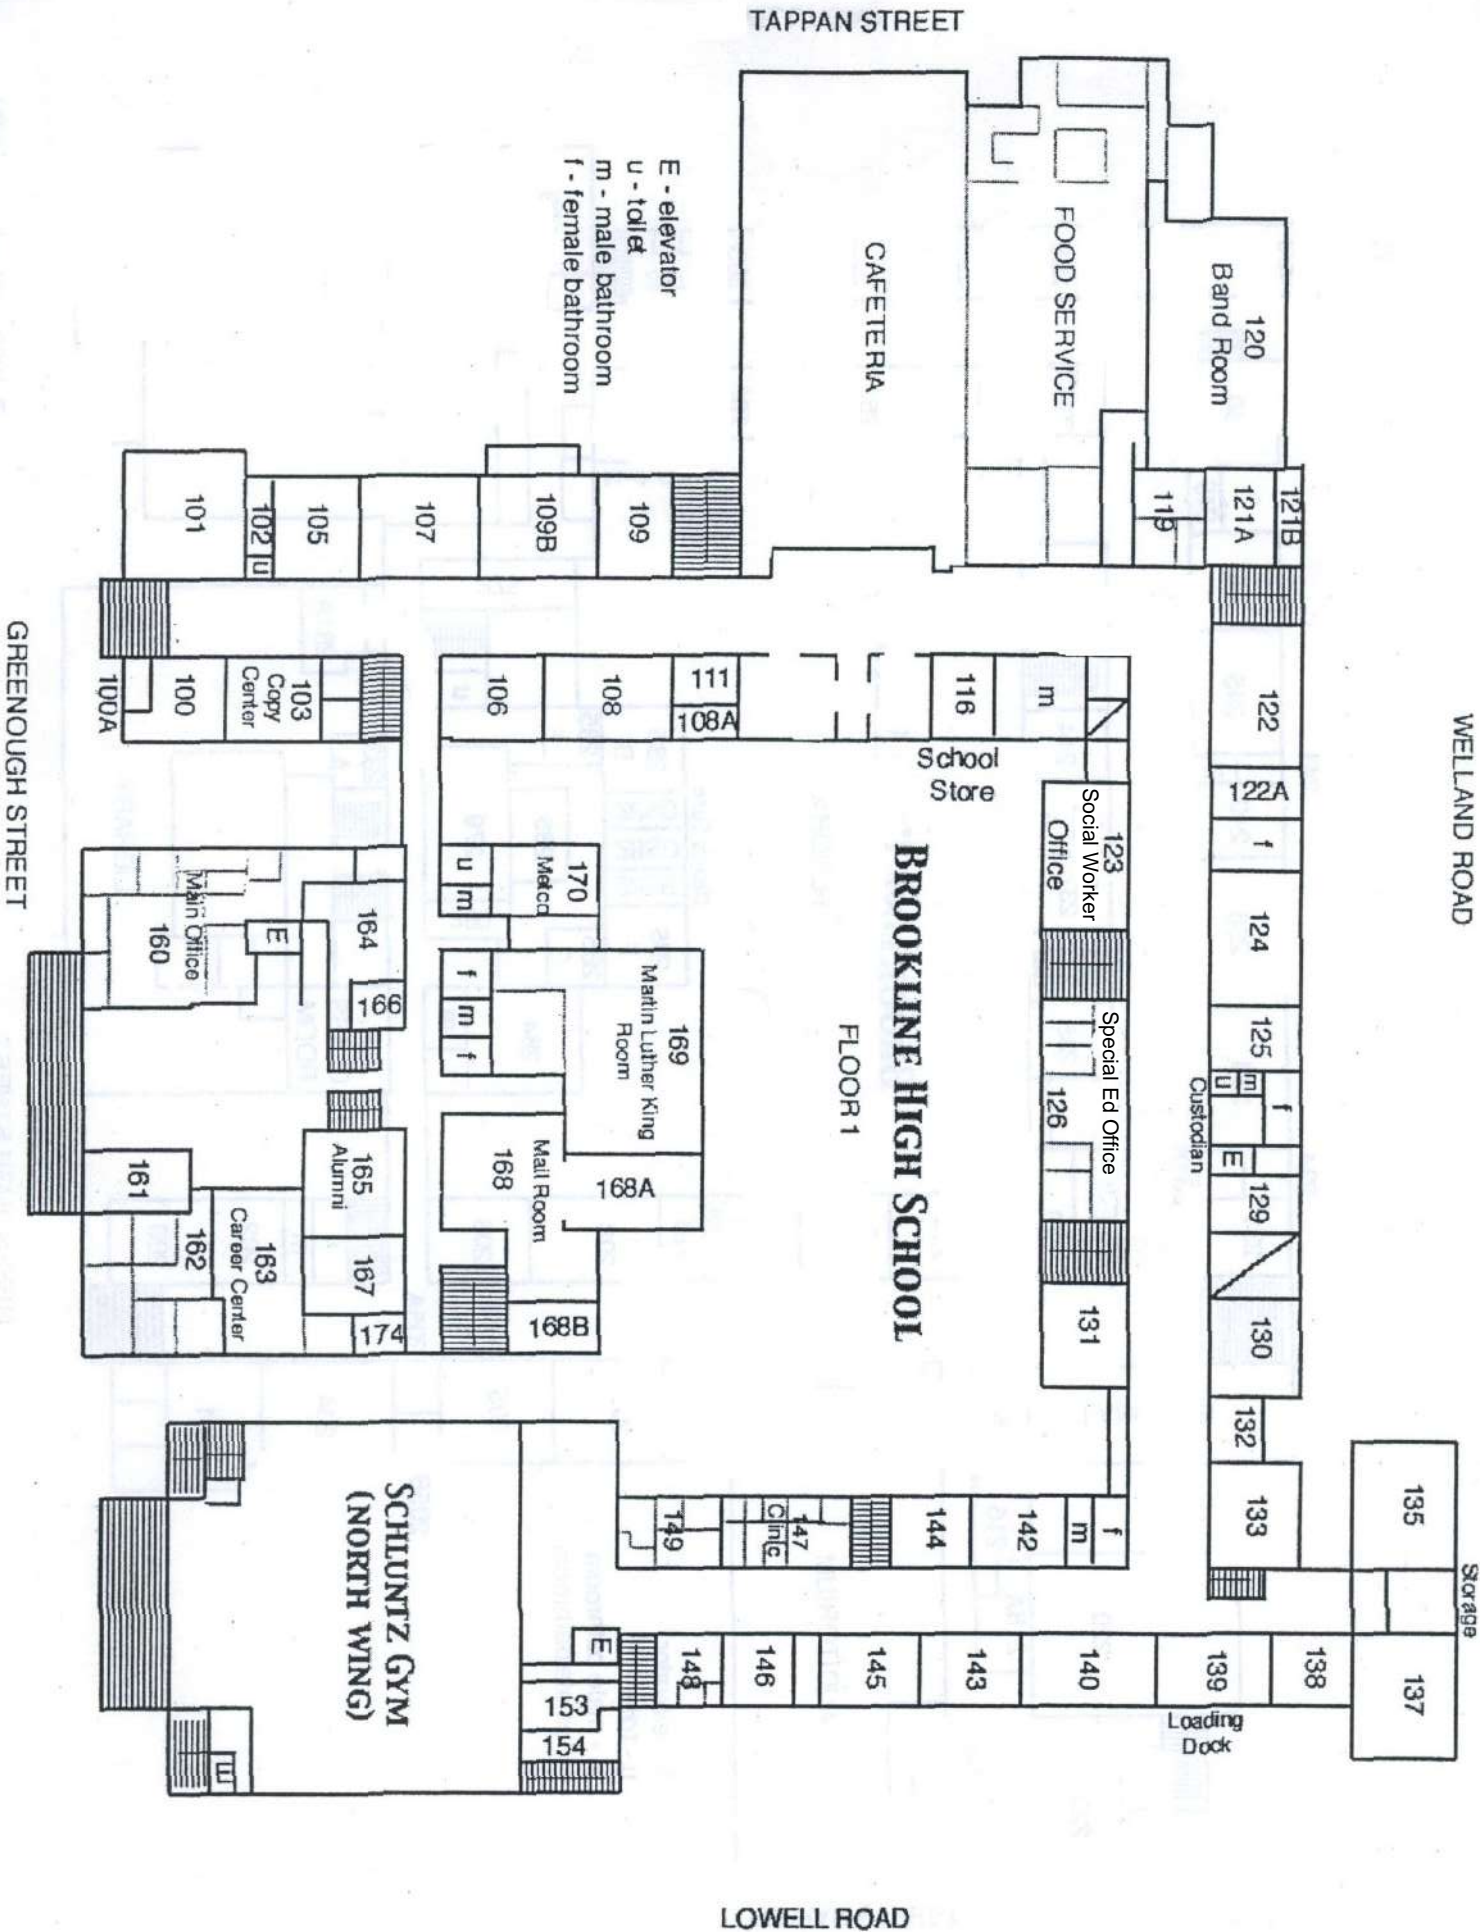 TAPPAN STREET
WELLAND ROAD
GREENOUGH STREET
LOWELL ROAD
BROOKLINE HIGH SCHOOL
FLOOR 1
E - elevator
u - toilet
m - male bathroom
f - female bathroom
CAFETERIA
FOOD SERVICE
120
Band Room
121B
121A
119
101
102
u
105
107
109B
109
100A
100
103
Copy
Center
106
108
111
108A
116
m
School
Store
122
122A
f
124
125
m
u
f
Custodian
E
129
130
132
133
135
Storage
137
138
139
Loading
Dock
140
143
145
146
148
E
153
154
123
Social Worker
Office
Special Ed Office
126
131
f
m
142
144
147
Clinic
149
170
Metco
u
m
f
m
f
169
Martin Luther King
Room
168A
Mail Room
168
168B
164
166
E
Main Office
160
161
162
163
Career Center
165
Alumni
167
174
SCHLUNTZ GYM
(NORTH WING)
E